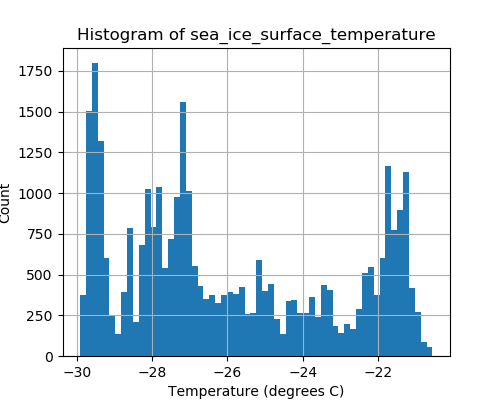 Histogram of sea_ice_surface_temperature
1750
1500
1250
1000
750
500
250
0
Count
−30 −28 −26 −24 −22
Temperature (degrees C)